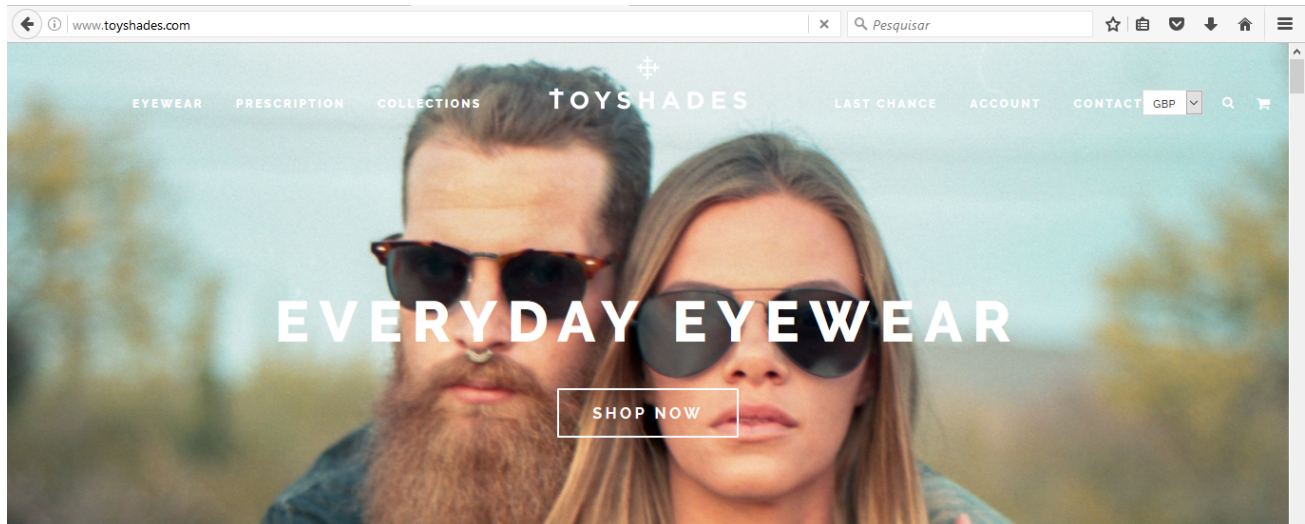 www.toyshades.com
Pesquisar
EYEWEAR PRESCRIPTION COLLECTIONS TOYSHADES LAST CHANCE ACCOUNT CONTACT GBP
EVERYDAY EYEWEAR
SHOP NOW